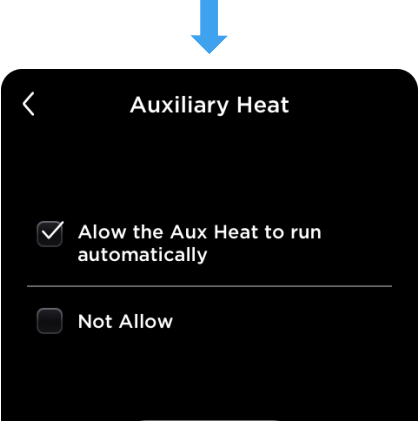 Auxiliary Heat
Alow the Aux Heat to run
automatically
Not Allow